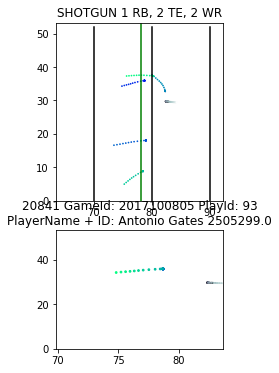 SHOTGUN 1 RB, 2 TE, 2 WR
50
40
30
20
10
0
70 80 90
20841 GameId: 2017100805 PlayId: 93
PlayerName + ID: Antonio Gates 2505299.0
40
20
0
70 75 80